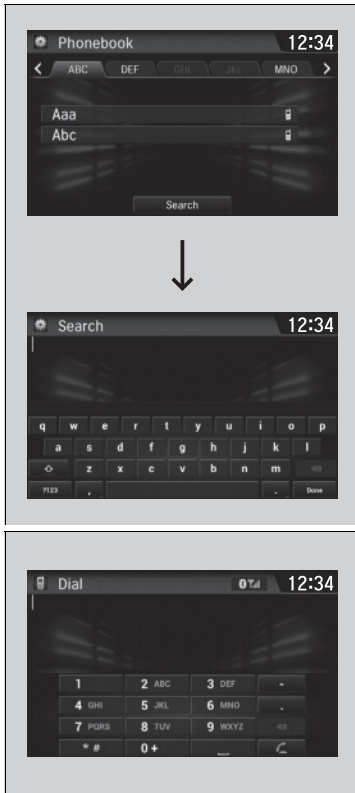 Phonebook 12:34
ABC DEF GHI JKL MNO
Aaa
Abc
Search
Search 12:34
q w e r t y u i o p
a s d f g h j k l
z x c v b n m
?123 , . Done
Dial 12:34
1 2 ABC 3 DEF -
4 GHI 5 JKL 6 MNO .
7 PQRS 8 TUV 9 WXYZ
* # 0 + _